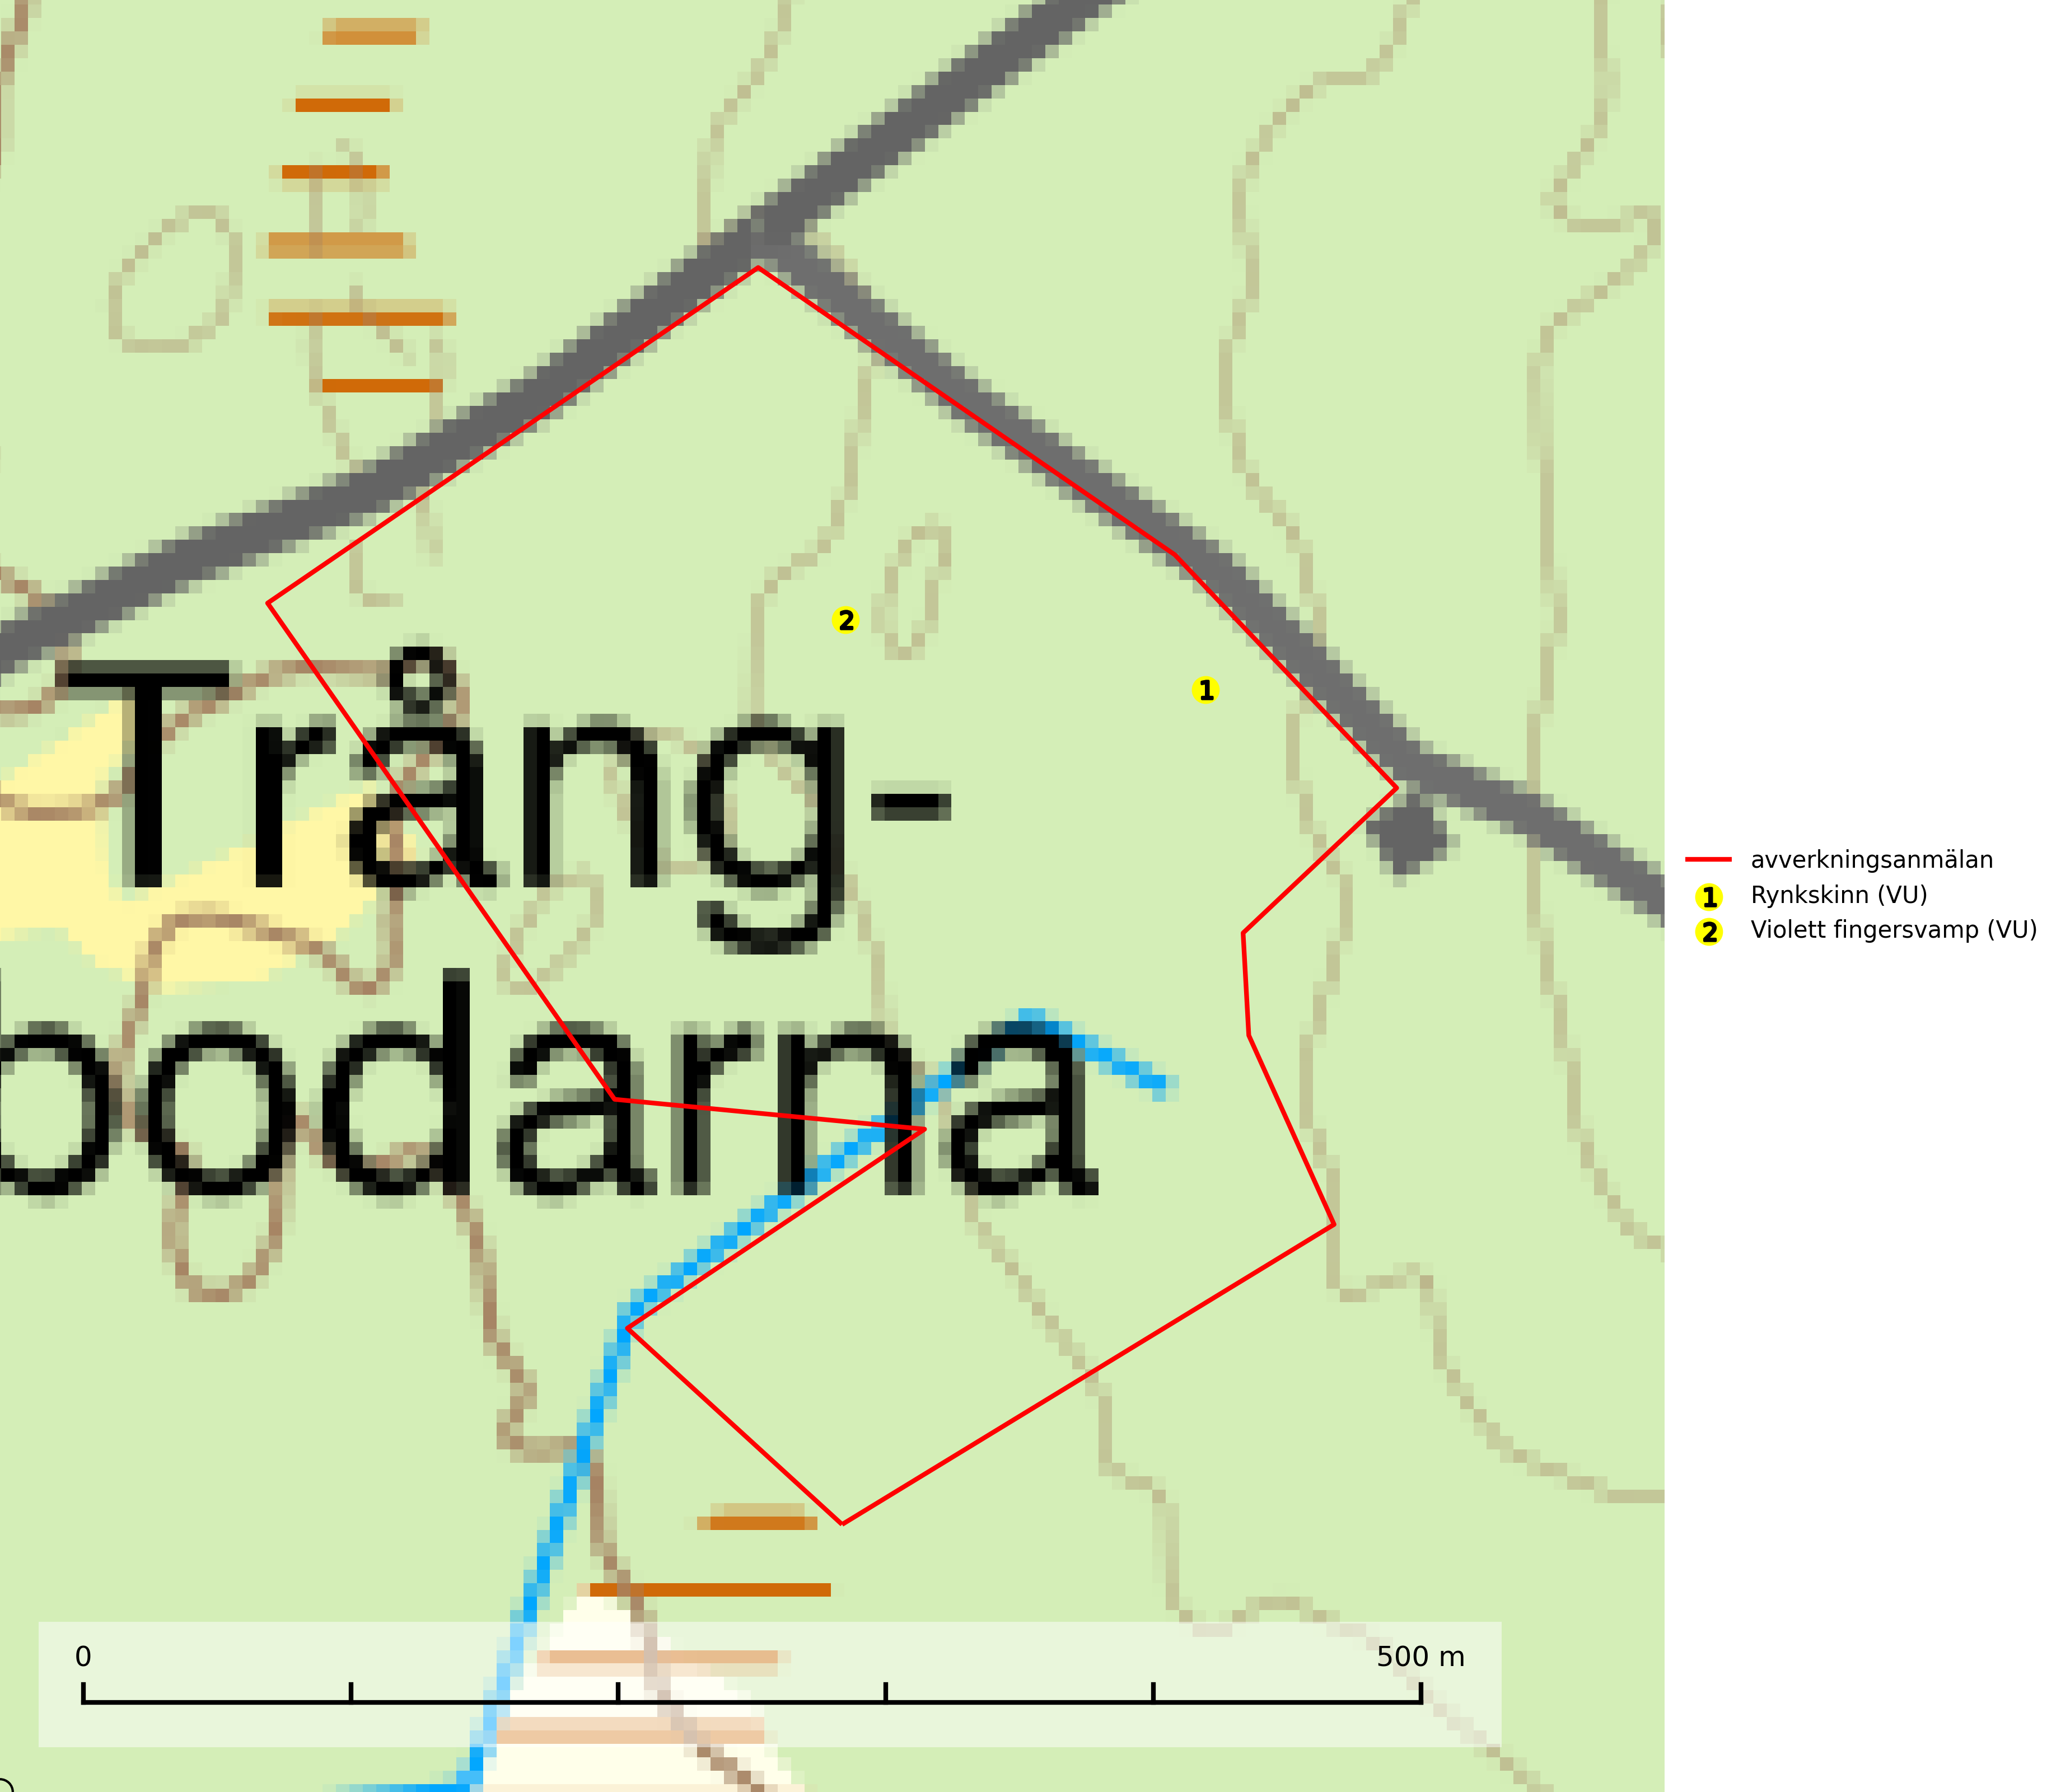 2
1
Trång-
bodarna
avverkningsanmälan
1 Rynkskinn (VU)
2 Violett fingersvamp (VU)
0 500 m